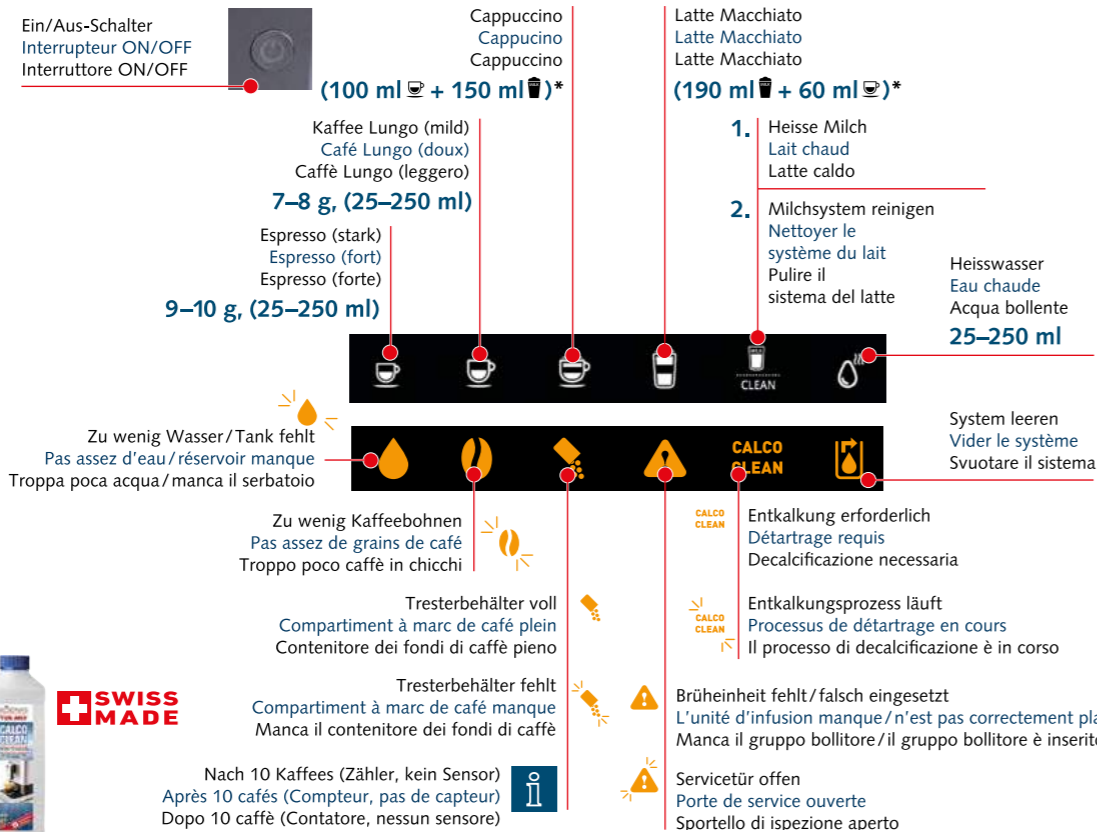 Ein/Aus-Schalter
Interrupteur ON/OFF
Interruttore ON/OFF
Cappuccino
Cappucino
Cappuccino
(100 ml + 150 ml)*
Latte Macchiato
Latte Macchiato
Latte Macchiato
(190 ml + 60 ml)*
Kaffee Lungo (mild)
Café Lungo (doux)
Caffè Lungo (leggero)
7–8 g, (25–250 ml)
1. Heisse Milch
Lait chaud
Latte caldo
2. Milchsystem reinigen
Nettoyer le
système du lait
Pulire il
sistema del latte
Espresso (stark)
Espresso (fort)
Espresso (forte)
9–10 g, (25–250 ml)
Heisswasser
Eau chaude
Acqua bollente
25–250 ml
CLEAN
Zu wenig Wasser/Tank fehlt
Pas assez d'eau/réservoir manque
Troppa poca acqua/manca il serbatoio
CALCO
CLEAN
System leeren
Vider le système
Svuotare il sistema
Zu wenig Kaffeebohnen
Pas assez de grains de café
Troppo poco caffè in chicchi
CALCO
CLEAN
Entkalkung erforderlich
Détartrage requis
Decalcificazione necessaria
Tresterbehälter voll
Compartiment à marc de café plein
Contenitore dei fondi di caffè pieno
CALCO
CLEAN
Entkalkungsprozess läuft
Processus de détartrage en cours
Il processo di decalcificazione è in corso
SWISS
MADE
Tresterbehälter fehlt
Compartiment à marc de café manque
Manca il contenitore dei fondi di caffè
Brüheinheit fehlt/falsch eingesetzt
L'unité d'infusion manque/n'est pas correctement pla
Manca il gruppo bollitore/il gruppo bollitore è inserito
CALCO
CLEAN
Nach 10 Kaffees (Zähler, kein Sensor)
Après 10 cafés (Compteur, pas de capteur)
Dopo 10 caffè (Contatore, nessun sensore)
Servicetür offen
Porte de service ouverte
Sportello di ispezione aperto